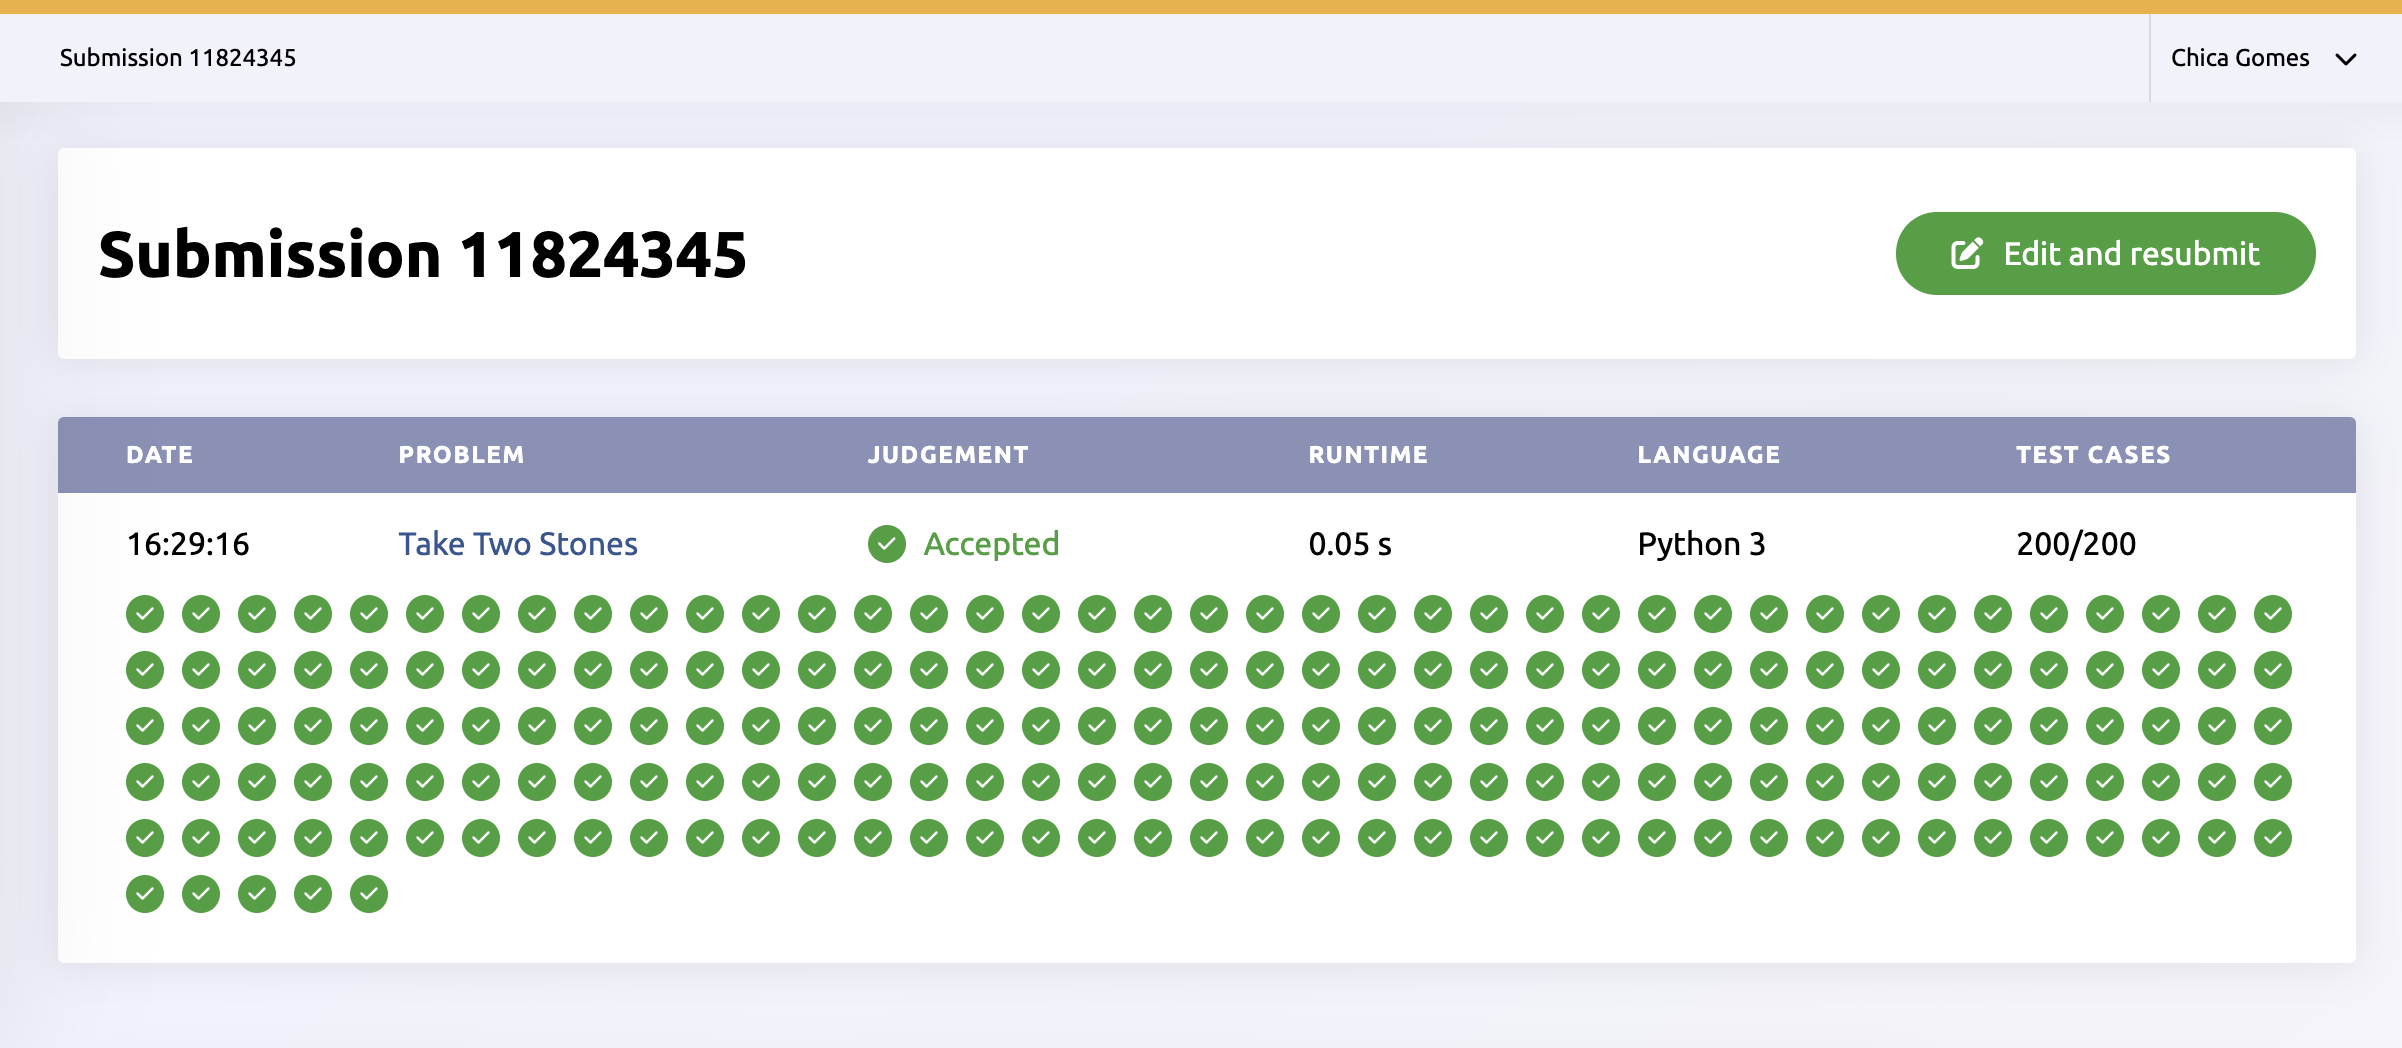 Submission 11824345
Chica Gomes
Submission 11824345
Edit and resubmit
DATE PROBLEM JUDGEMENT RUNTIME LANGUAGE TEST CASES
16:29:16 Take Two Stones Accepted 0.05 s Python 3 200/200